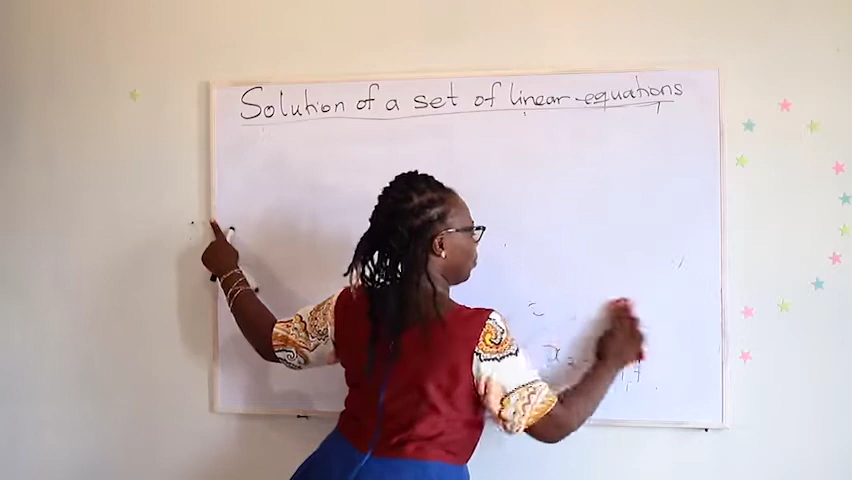 Solution of a set of linear equations
x =